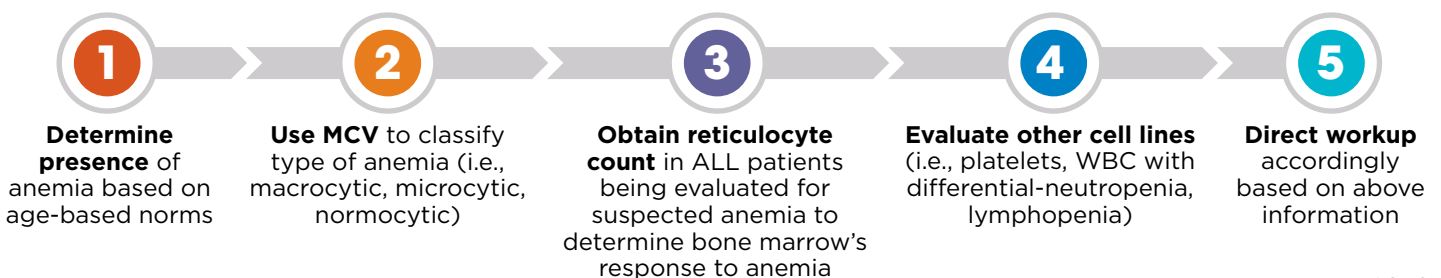 1
Determine
presence of
anemia based on
age-based norms
2
Use MCV to classify
type of anemia (i.e.,
macrocytic, microcytic,
normocytic)
3
Obtain reticulocyte
count in ALL patients
being evaluated for
suspected anemia to
determine bone marrow’s
response to anemia
4
Evaluate other cell lines
(i.e., platelets, WBC with
differential-neutropenia,
lymphopenia)
5
Direct workup
accordingly
based on above
information